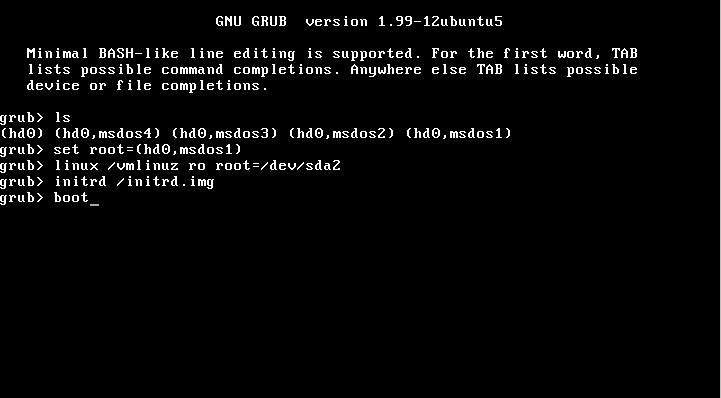 GNU GRUB  version 1.99-12ubuntu5
Minimal BASH-like line editing is supported. For the first word, TAB
lists possible command completions. Anywhere else TAB lists possible
device or file completions.
grub> ls
(hd0) (hd0,msdos4) (hd0,msdos3) (hd0,msdos2) (hd0,msdos1)
grub> set root=(hd0,msdos1)
grub> linux /vmlinuz ro root=/dev/sda2
grub> initrd /initrd.img
grub> boot_